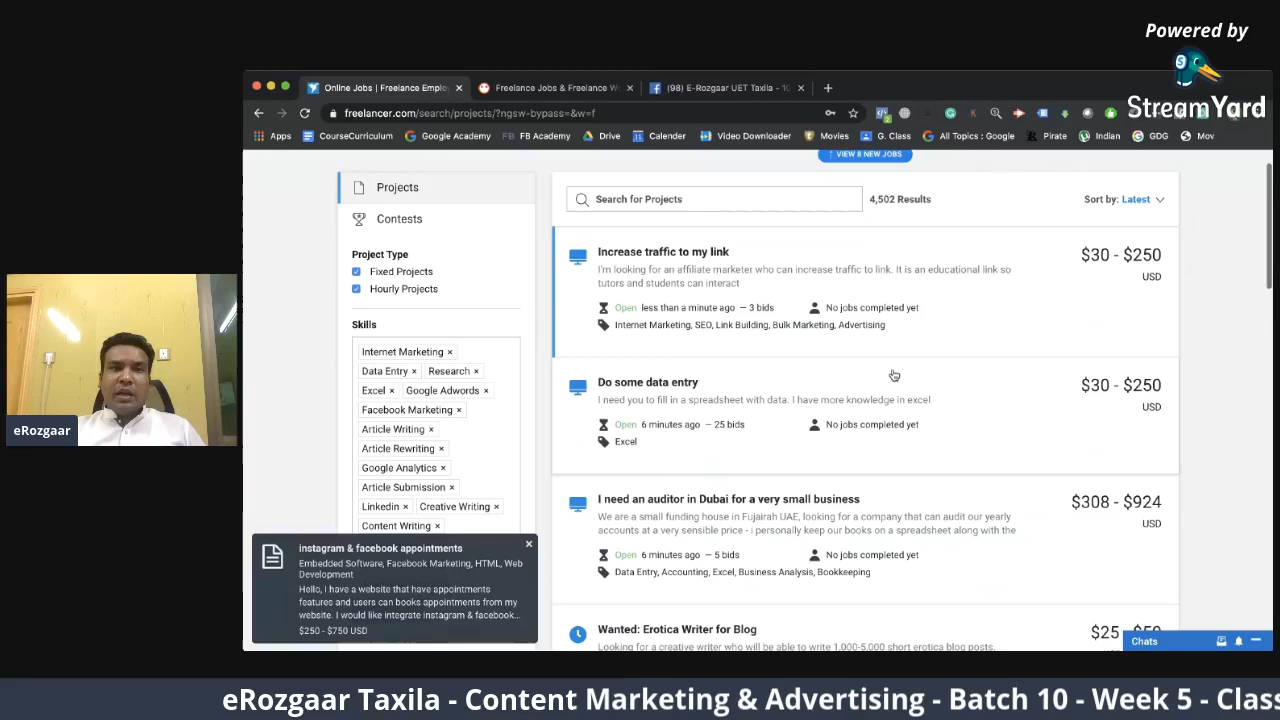 Powered by
StreamYard
Online Jobs | Freelance Emplo
Freelance Jobs & Freelance W
(98) E-Rozgaar UET Taxila - 10
freelancer.com/search/projects/?ngsw-bypass=&w=f
Apps
CourseCurriculum
Google Academy
FB Academy
Drive
Calender
Video Downloader
Movies
G. Class
All Topics : Google
Pirate
Indian
GDG
Mov
VIEW 8 NEW JOBS
Projects
Contests
Project Type
Fixed Projects
Hourly Projects
Skills
Internet Marketing ×
Data Entry × Research ×
Excel × Google Adwords ×
Facebook Marketing ×
Article Writing ×
Article Rewriting ×
Google Analytics ×
Article Submission ×
Linkedin × Creative Writing ×
Content Writing ×
Search for Projects
4,502 Results
Sort by: Latest
Increase traffic to my link
$30 - $250
USD
I'm looking for an affiliate marketer who can increase traffic to link. It is an educational link so
tutors and students can interact
Open less than a minute ago — 3 bids
No jobs completed yet
Internet Marketing, SEO, Link Building, Bulk Marketing, Advertising
Do some data entry
$30 - $250
USD
I need you to fill in a spreadsheet with data. I have more knowledge in excel
Open 6 minutes ago — 25 bids
No jobs completed yet
Excel
I need an auditor in Dubai for a very small business
$308 - $924
USD
We are a small funding house in Fujairah UAE, looking for a company that can audit our yearly
accounts at a very sensible price - i personally keep our books on a spreadsheet along with the
Open 6 minutes ago — 5 bids
No jobs completed yet
Data Entry, Accounting, Excel, Business Analysis, Bookkeeping
Wanted: Erotica Writer for Blog
$25 - $50
Looking for a creative writer who will be able to write 1,000-5,000 short erotica blog posts.
instagram & facebook appointments
Embedded Software, Facebook Marketing, HTML, Web
Development
Hello, I have a website that have appointments
features and users can books appointments from my
website. I would like integrate instagram & facebook...
$250 - $750 USD
Chats
eRozgaar
eRozgaar Taxila - Content Marketing & Advertising - Batch 10 - Week 5 - Class